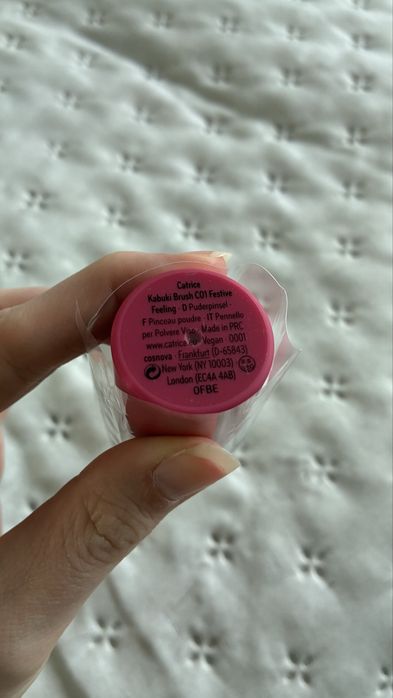 Catrice
Kabuki Brush C01 Festive
Feeling · D Puderpinsel ·
F Pinceau poudre · IT Pennello
per Polvere Viso · Made in PRC
www.catrice.eu · Vegan · 0001
cosnova · Frankfurt (D-65843)
New York (NY 10003)
London (EC4A 4AB)
0FBE